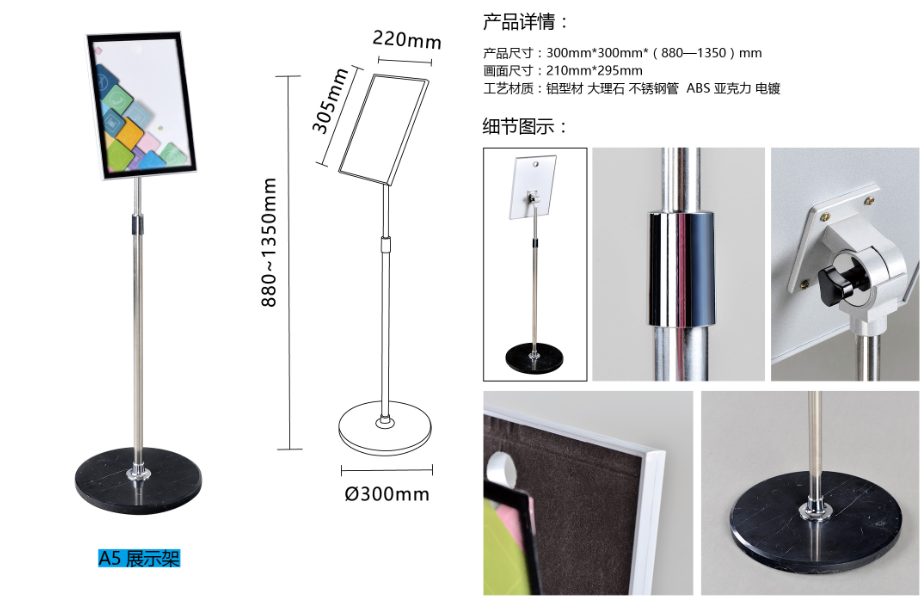 220mm
305mm
880~1350mm
Ø300mm
A5 展示架
产品详情：
产品尺寸：300mm*300mm*（880—1350）mm
画面尺寸：210mm*295mm
工艺材质：铝型材 大理石 不锈钢管 ABS 亚克力 电镀
细节图示：